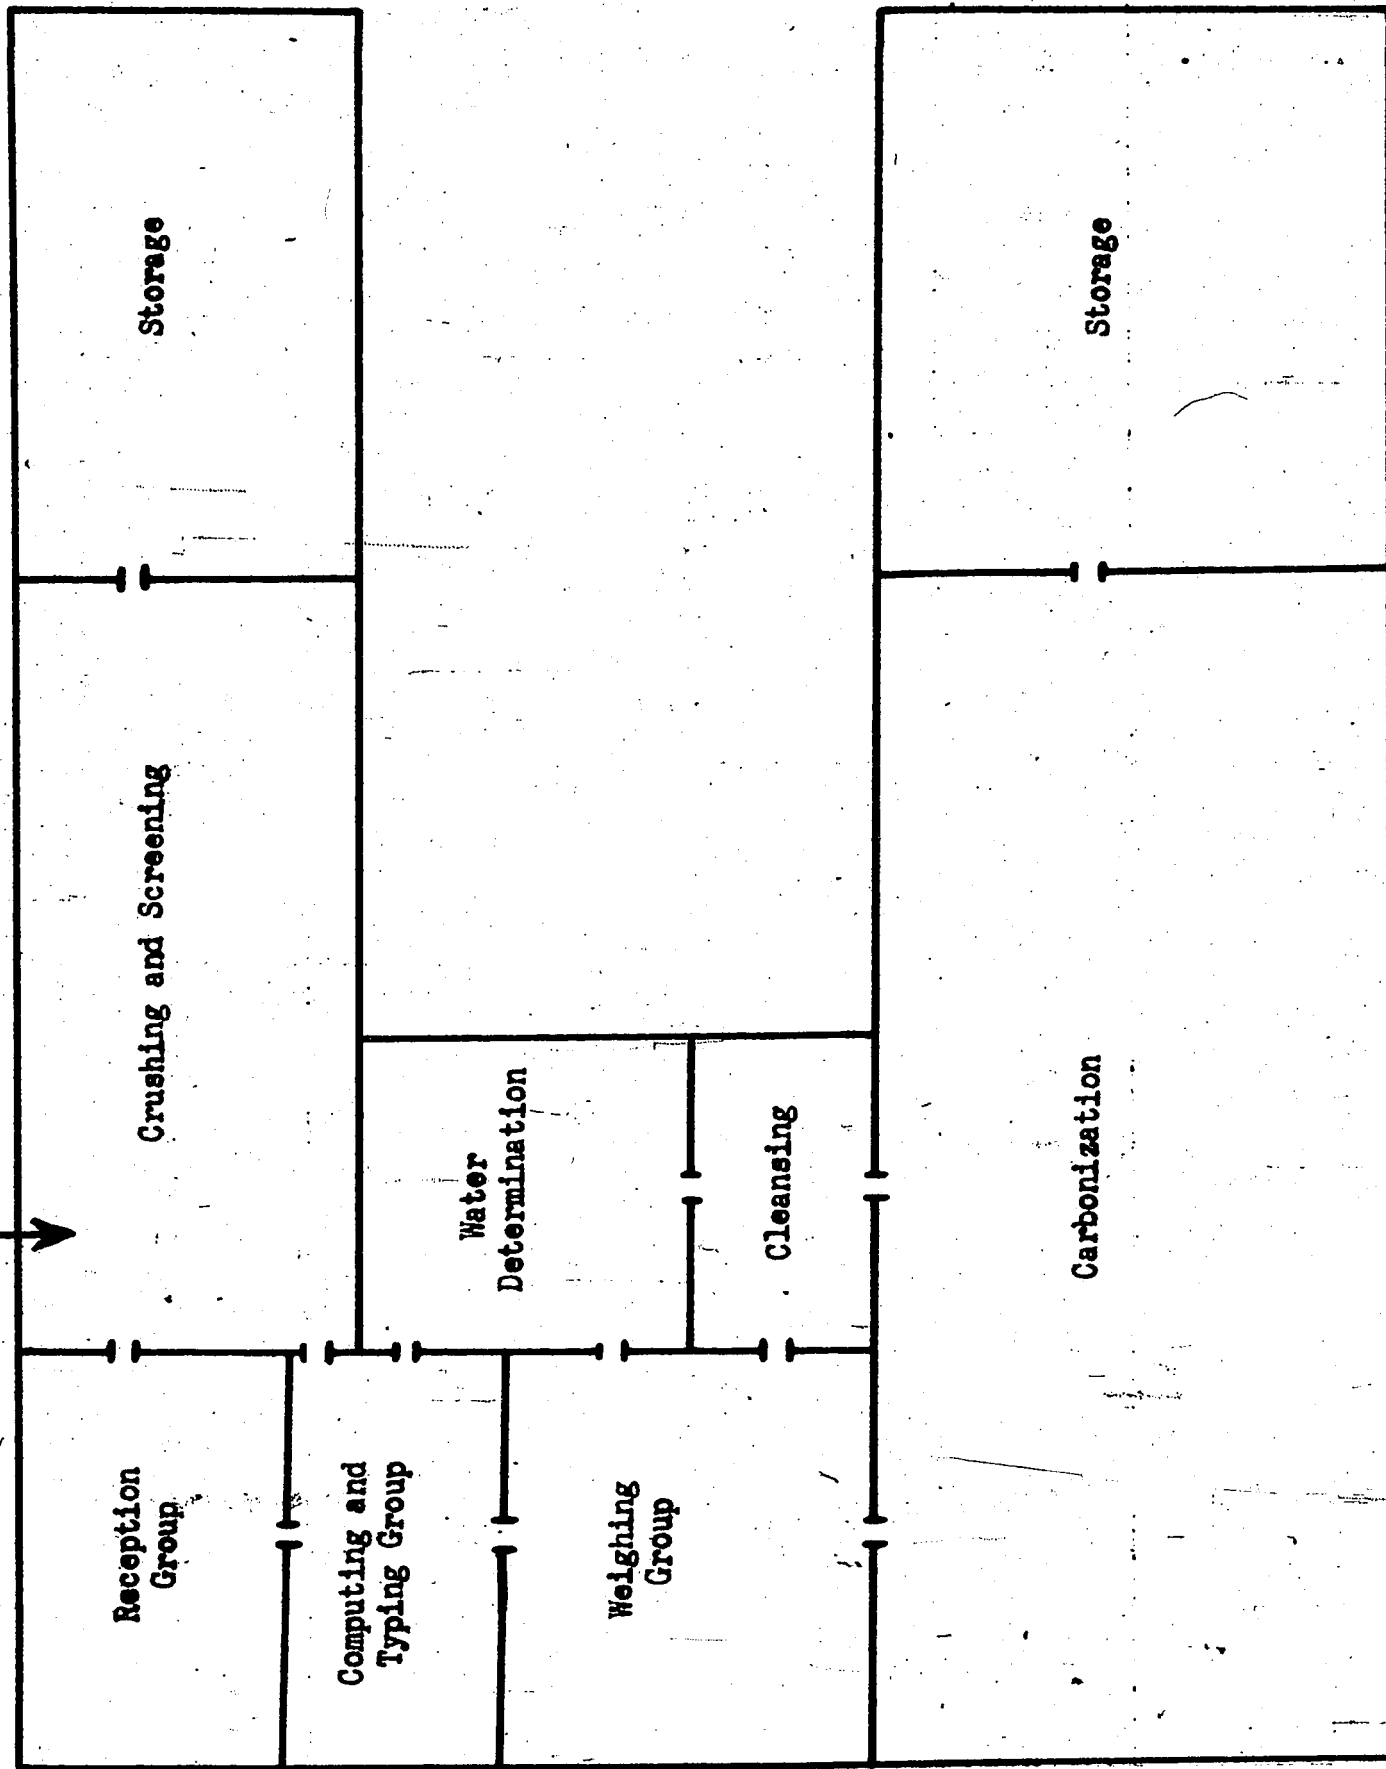 Storage
Storage
Crushing and Screening
Water
Determination
Cleansing
Carbonization
Reception
Group
Computing and
Typing Group
Weighing
Group